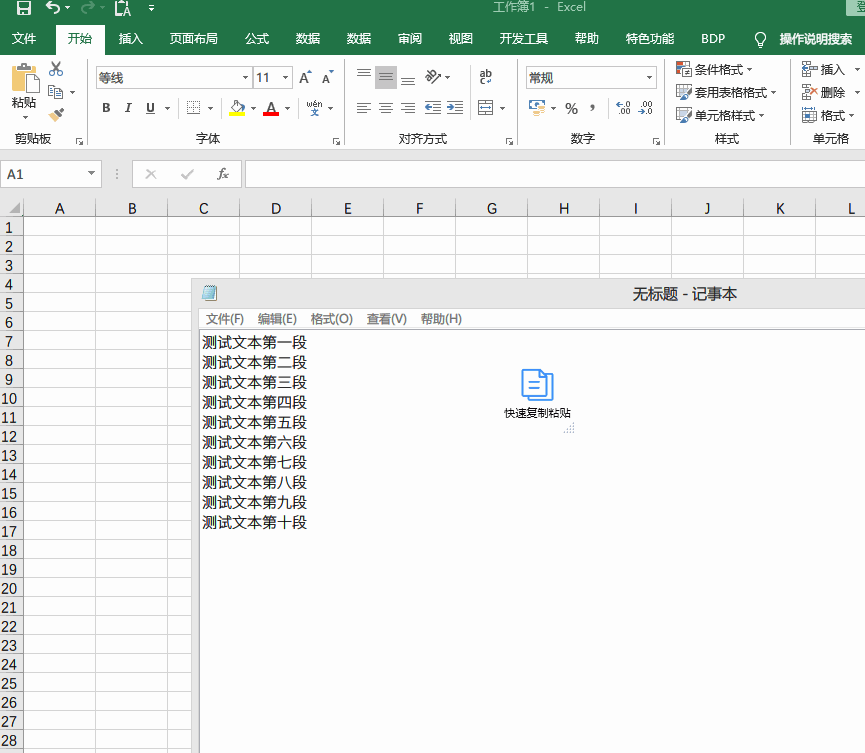 工作簿1 - Excel
登
文件 开始 插入 页面布局 公式 数据 数据 审阅 视图 开发工具 帮助 特色功能 BDP 操作说明搜索
粘贴
剪贴板
等线 11 A A
B I U A wén 文
字体
ab
对齐方式
常规
% , .00 .00
数字
条件格式
套用表格格式
单元格样式
样式
插入
删除
格式
单元格
A1 fx
A B C D E F G H I J K L
1
2
3
4
5
6
7
8
9
10
11
12
13
14
15
16
17
18
19
20
21
22
23
24
25
26
27
28
无标题 - 记事本
文件(F) 编辑(E) 格式(O) 查看(V) 帮助(H)
测试文本第一段
测试文本第二段
测试文本第三段
测试文本第四段
测试文本第五段
测试文本第六段
测试文本第七段
测试文本第八段
测试文本第九段
测试文本第十段
快速复制粘贴